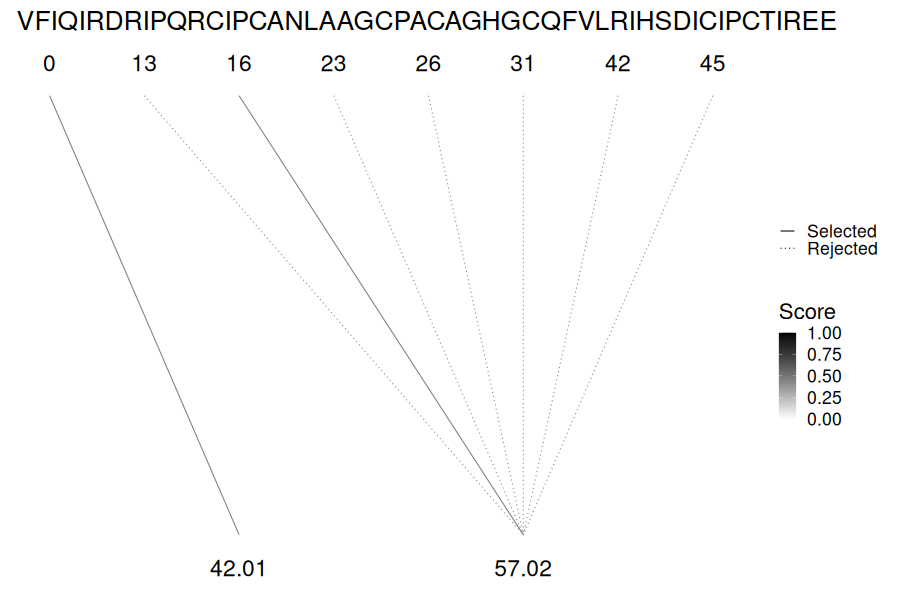 VFIQIRDRIPQRCIPCANLAAGCPACAGHGCQFVLRIHSDICIPCTIREE
0 13 16 23 26 31 42 45
Selected
Rejected
Score
1.00
0.75
0.50
0.25
0.00
42.01 57.02